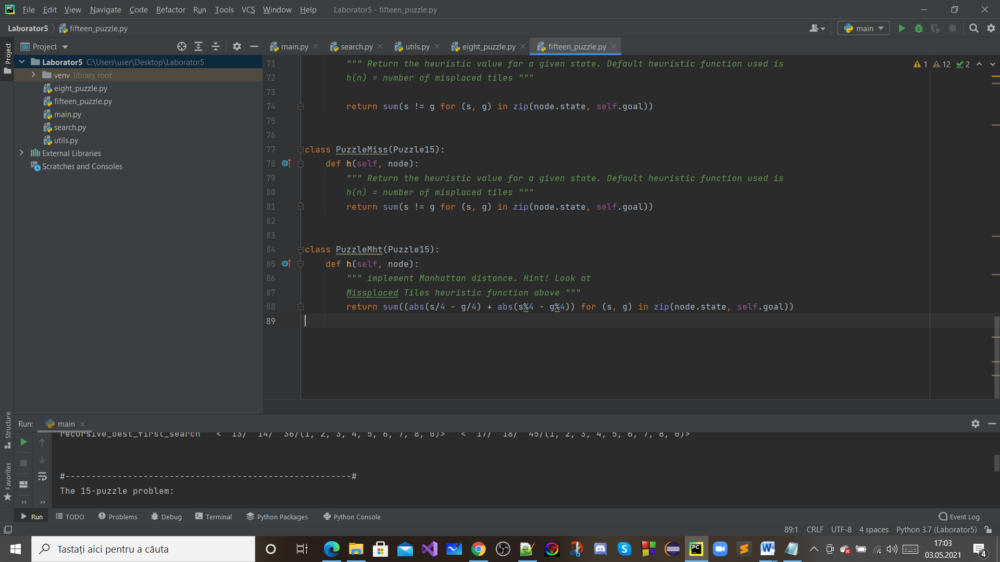 File Edit View Navigate Code Refactor Run Tools VCS Window Help Laborator5 - fifteen_puzzle.py
Laborator5 fifteen_puzzle.py main
Project main.py search.py utils.py eight_puzzle.py fifteen_puzzle.py
Project
Laborator5 C:\Users\user\Desktop\Laborator5
venv library root
eight_puzzle.py
fifteen_puzzle.py
main.py
search.py
utils.py
External Libraries
Scratches and Consoles
1 12 2
71 """ Return the heuristic value for a given state. Default heuristic function used is
72 h(n) = number of misplaced tiles """
73
74 return sum(s != g for (s, g) in zip(node.state, self.goal))
75
76
77 class PuzzleMiss(Puzzle15):
78 def h(self, node):
79 """ Return the heuristic value for a given state. Default heuristic function used is
80 h(n) = number of misplaced tiles """
81 return sum(s != g for (s, g) in zip(node.state, self.goal))
82
83
84 class PuzzleMht(Puzzle15):
85 def h(self, node):
86 """ implement Manhattan distance. Hint! Look at
87 Missplaced Tiles heuristic function above """
88 return sum((abs(s/4 - g/4) + abs(s%4 - g%4)) for (s, g) in zip(node.state, self.goal))
89
Structure
Favorites
Run: main
recursive_best_first_search < 13/ 14/ 36/(1, 2, 3, 4, 5, 6, 7, 8, 0)> < 17/ 18/ 45/(1, 2, 3, 4, 5, 6, 7, 8, 0)>
#-------------------------------------------------------#
The 15-puzzle problem:
Run TODO Problems Debug Terminal Python Packages Python Console Event Log
89:1 CRLF UTF-8 4 spaces Python 3.7 (Laborator5)
Tastați aici pentru a căuta
17:03
03.05.2021
4